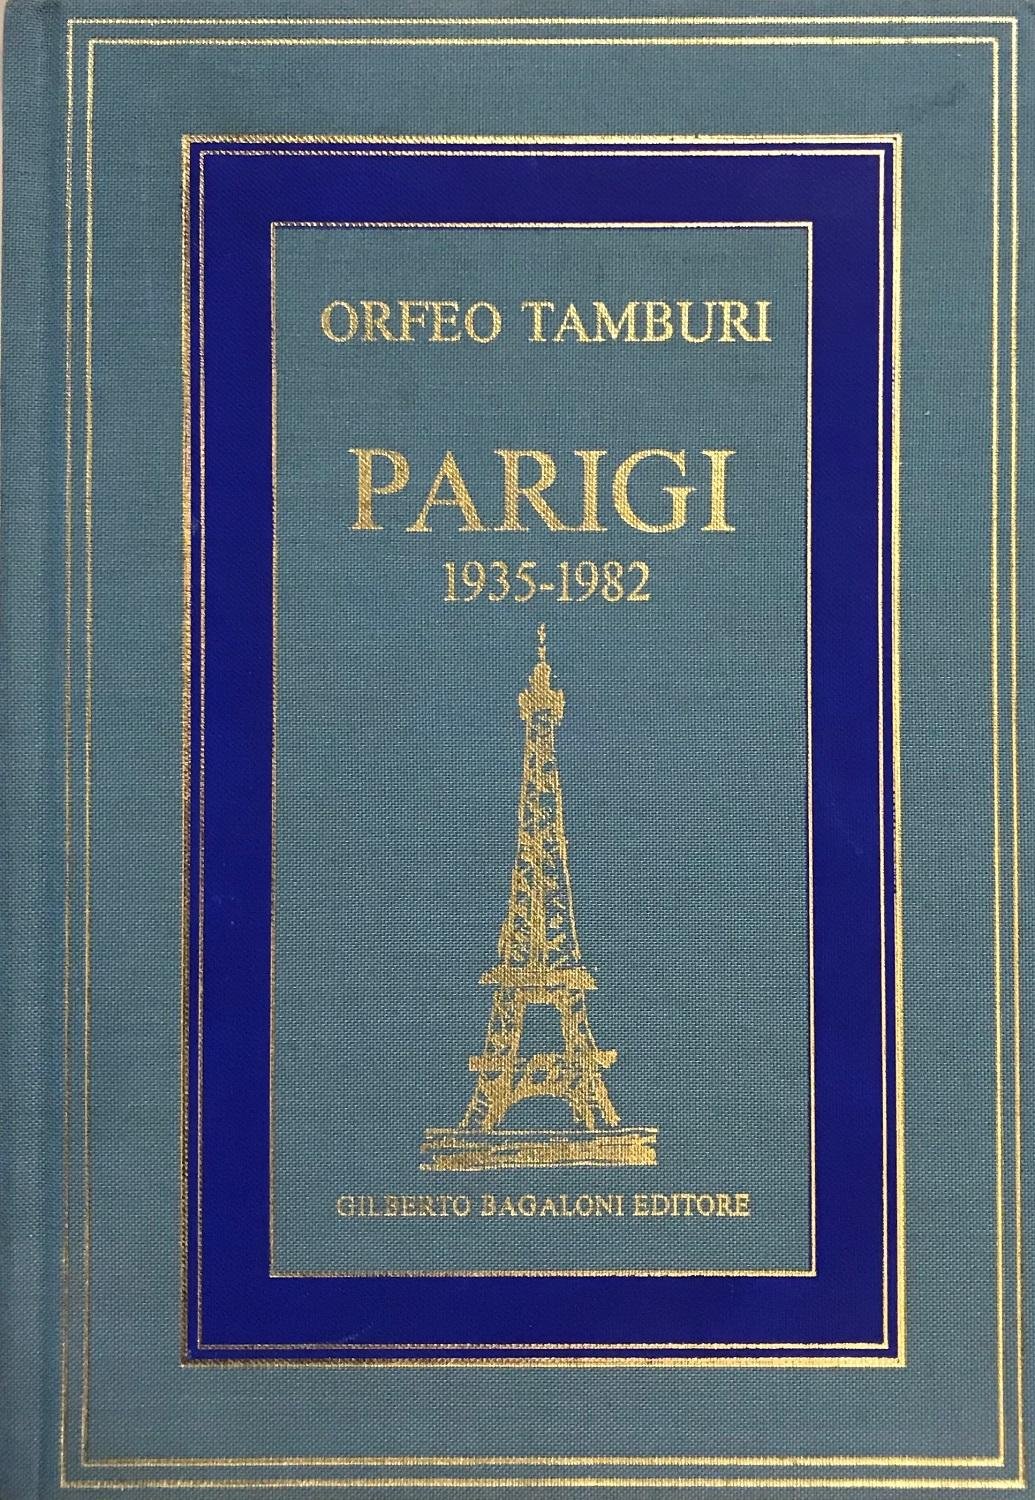 ORFEO TAMBURI
PARIGI
1935-1982
GILBERTO BAGALONI EDITORE